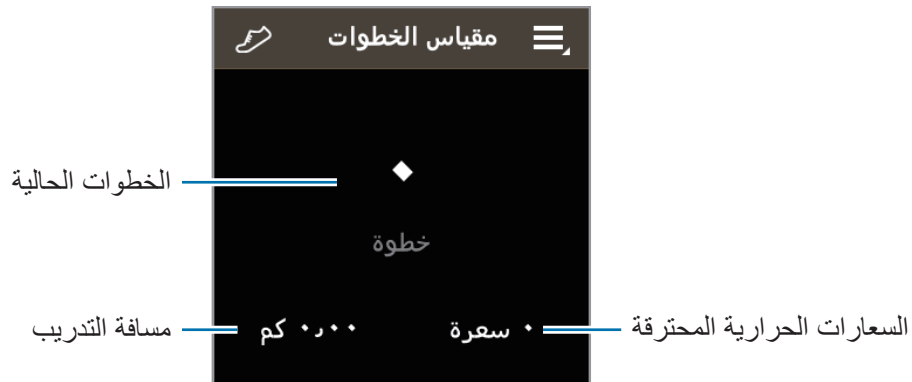 مقياس الخطوات
الخطوات الحالية
٠
خطوة
السعرات الحرارية المحترقة
٠ سعرة
٠٫٠٠ كم
مسافة التدريب